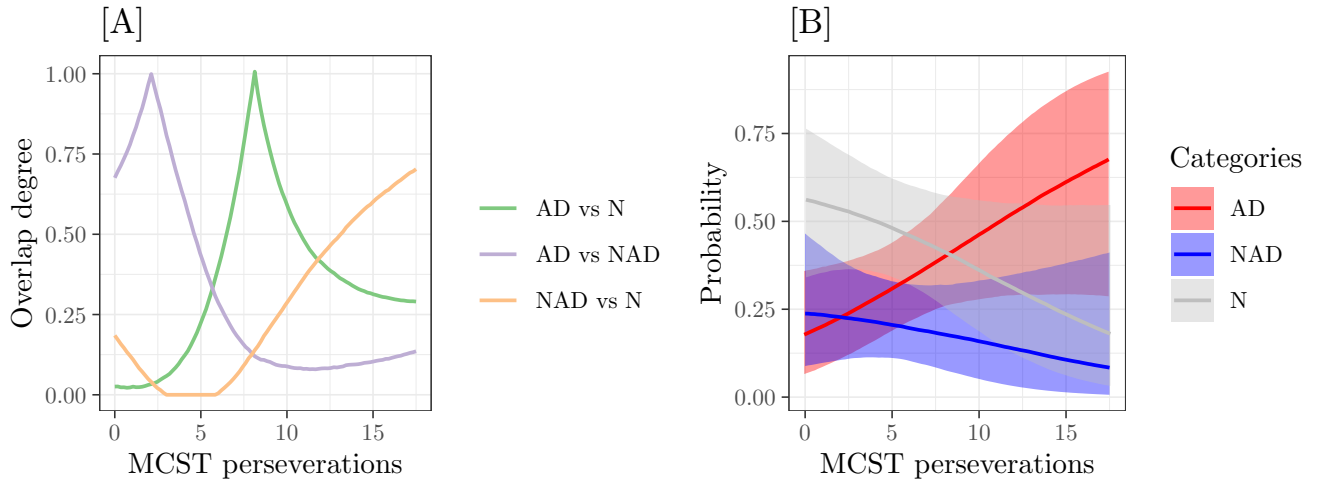 [A]
Overlap degree
1.00
0.75
0.50
0.25
0.00
0 5 10 15
MCST perseverations
AD vs N
AD vs NAD
NAD vs N
[B]
Probability
0.75
0.50
0.25
0.00
0 5 10 15
MCST perseverations
Categories
AD
NAD
N